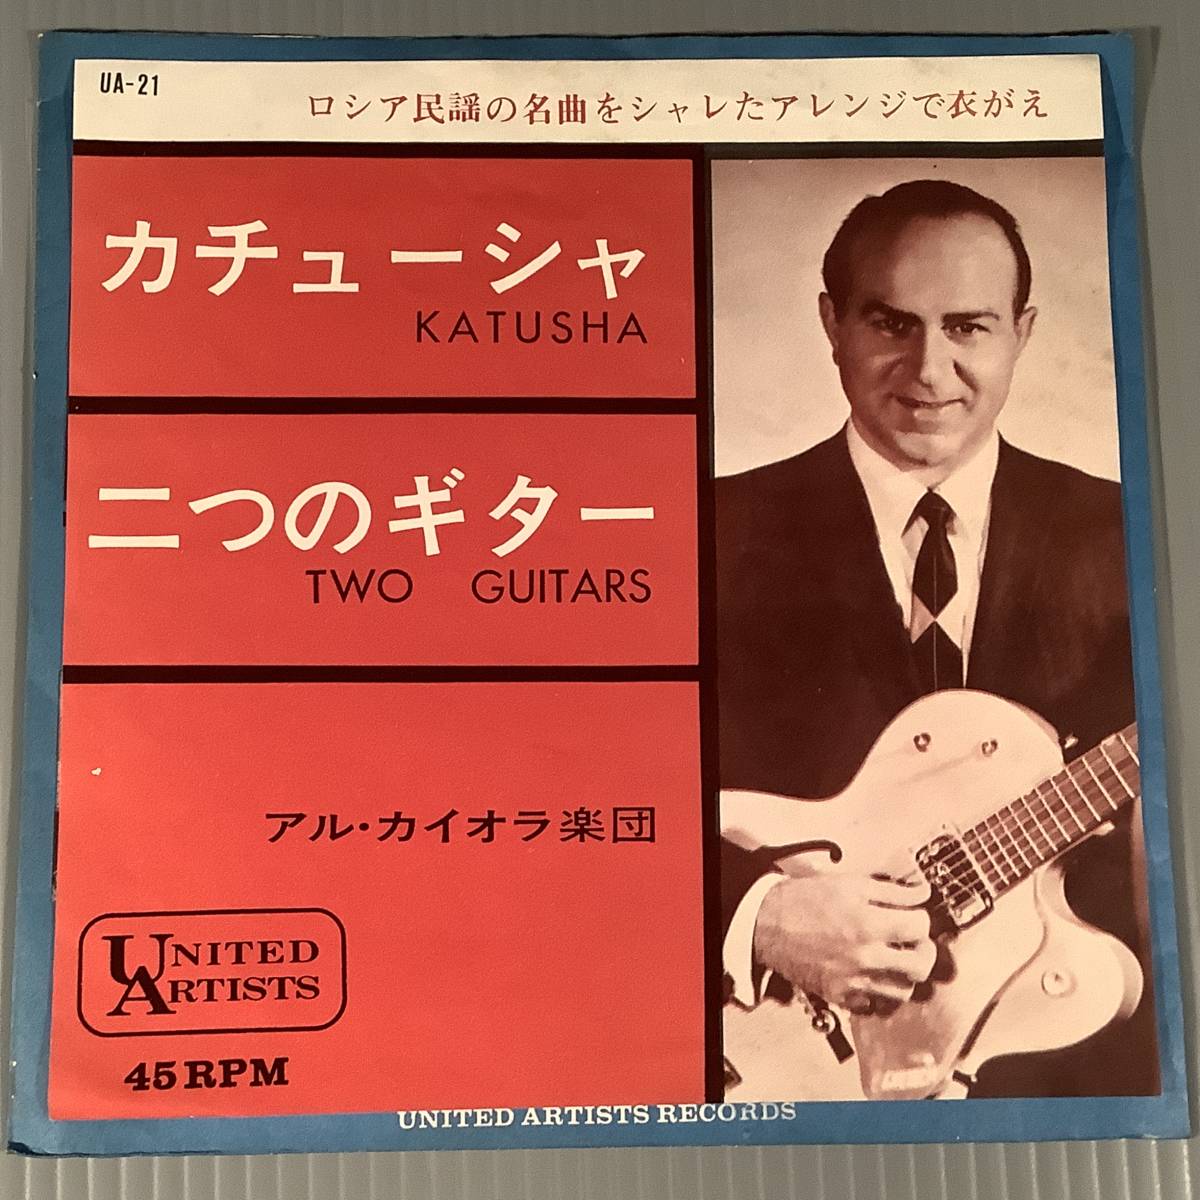 UA-21
ロシア民謡の名曲をシャレたアレンジで衣がえ
カチューシャ
KATUSHA
二つのギター
TWO GUITARS
アル・カイオラ楽団
UNITED
ARTISTS
45RPM
UNITED ARTISTS RECORDS